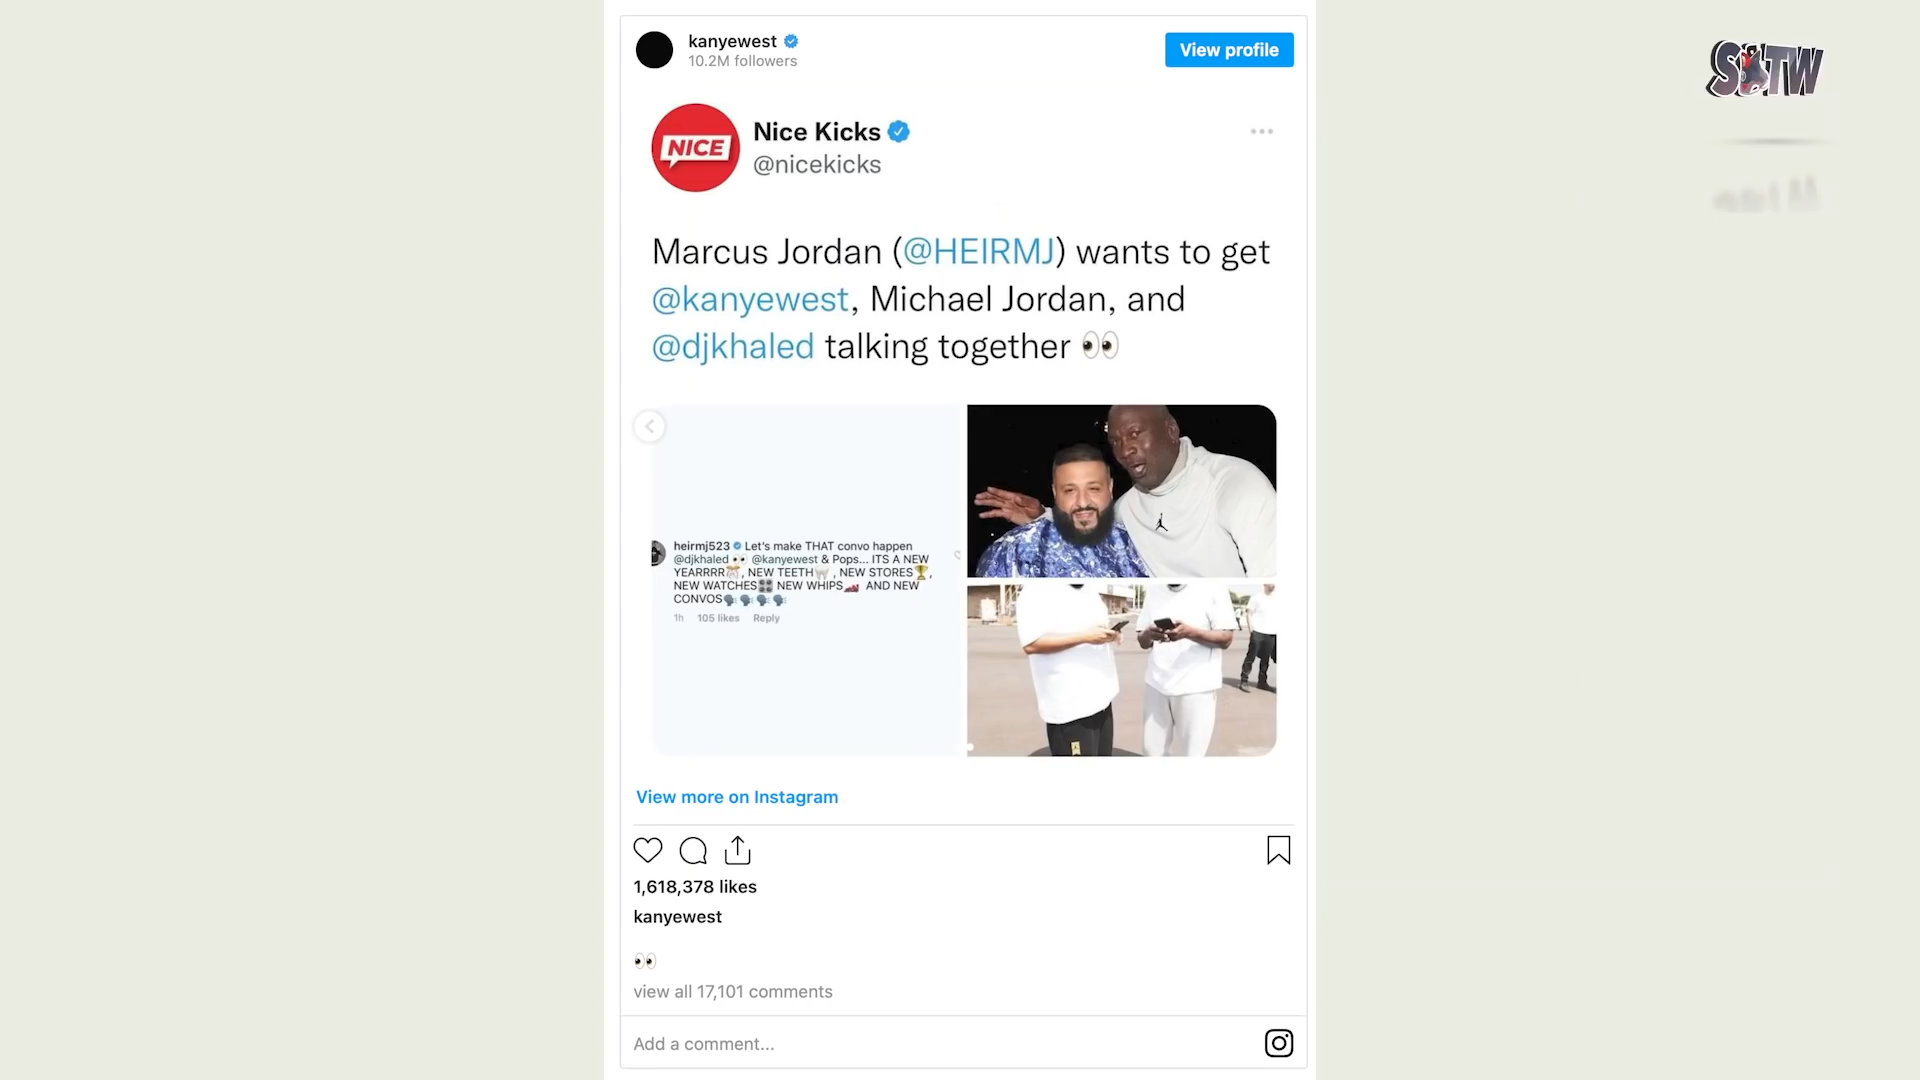 kanyewest
10.2M followers
View profile
SOTW
NICE
Nice Kicks
@nicekicks
Marcus Jordan (@HEIRMJ) wants to get
@kanyewest, Michael Jordan, and
@djkhaled talking together 👀
heirmj523 Let's make THAT convo happen
@djkhaled 👀 @kanyewest & Pops... ITS A NEW
YEARRRR, NEW TEETH🦷 , NEW STORES🏆,
NEW WATCHES🎛️ NEW WHIPS🏎️ AND NEW
CONVOS🗣️🗣️🗣️🗣️
1h 105 likes Reply
View more on Instagram
1,618,378 likes
kanyewest
👀
view all 17,101 comments
Add a comment...